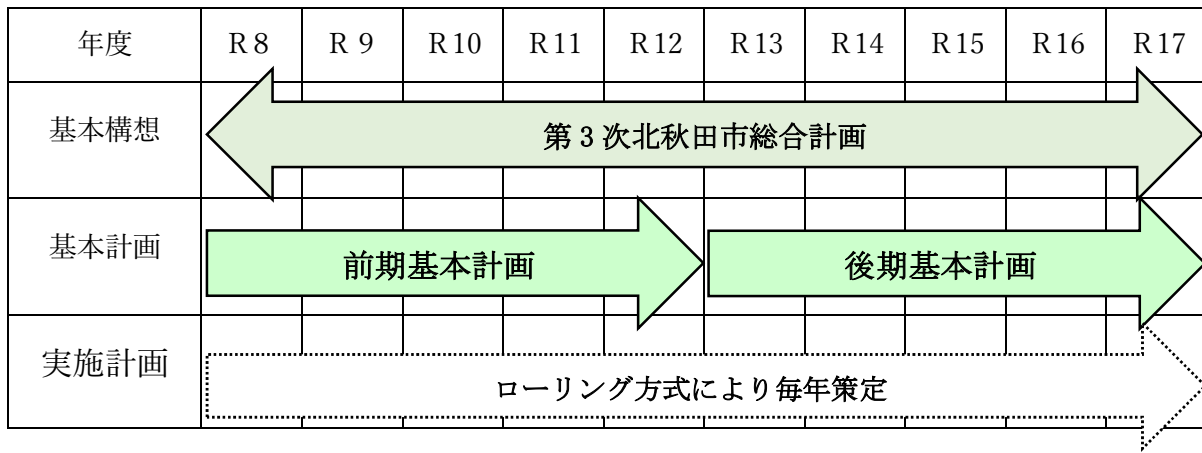 年度 R8 R9 R10 R11 R12 R13 R14 R15 R16 R17
基本構想 第3次北秋田市総合計画
基本計画 前期基本計画 後期基本計画
実施計画 ローリング方式により毎年策定